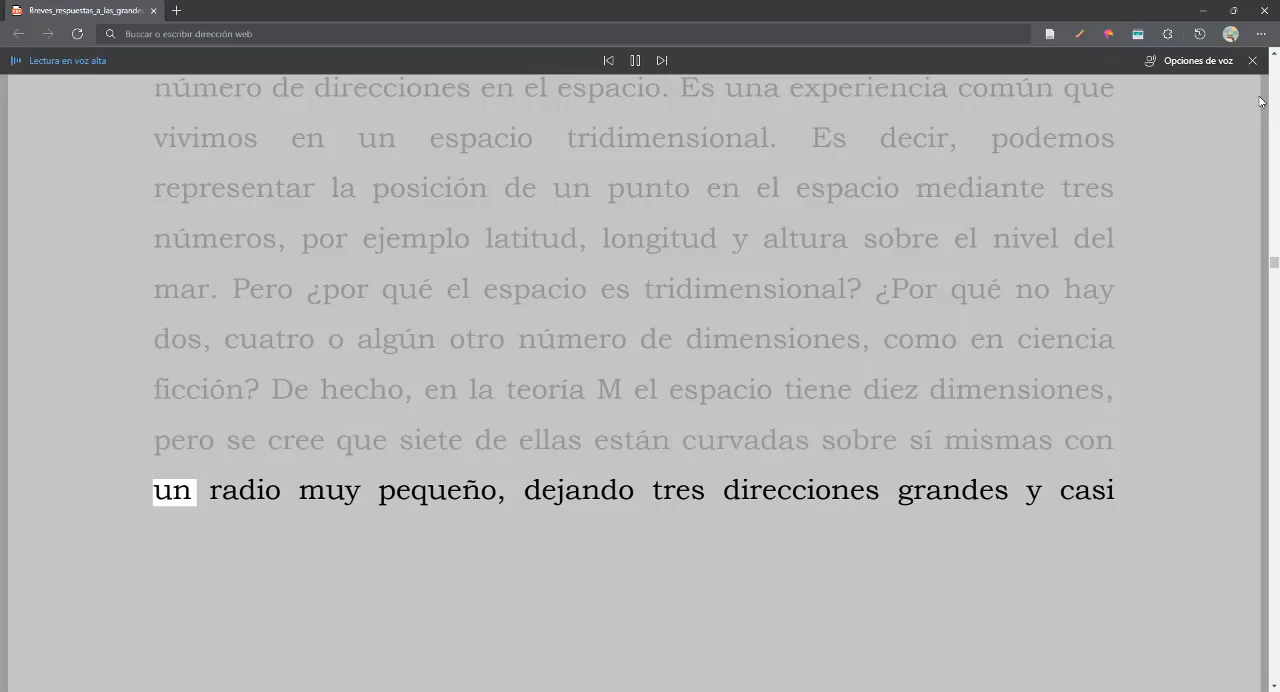 Breves_respuestas_a_las_grande
Buscar o escribir dirección web
Lectura en voz alta
Opciones de voz
número de direcciones en el espacio. Es una experiencia común que
vivimos en un espacio tridimensional. Es decir, podemos
representar la posición de un punto en el espacio mediante tres
números, por ejemplo latitud, longitud y altura sobre el nivel del
mar. Pero ¿por qué el espacio es tridimensional? ¿Por qué no hay
dos, cuatro o algún otro número de dimensiones, como en ciencia
ficción? De hecho, en la teoría M el espacio tiene diez dimensiones,
pero se cree que siete de ellas están curvadas sobre sí mismas con
un radio muy pequeño, dejando tres direcciones grandes y casi